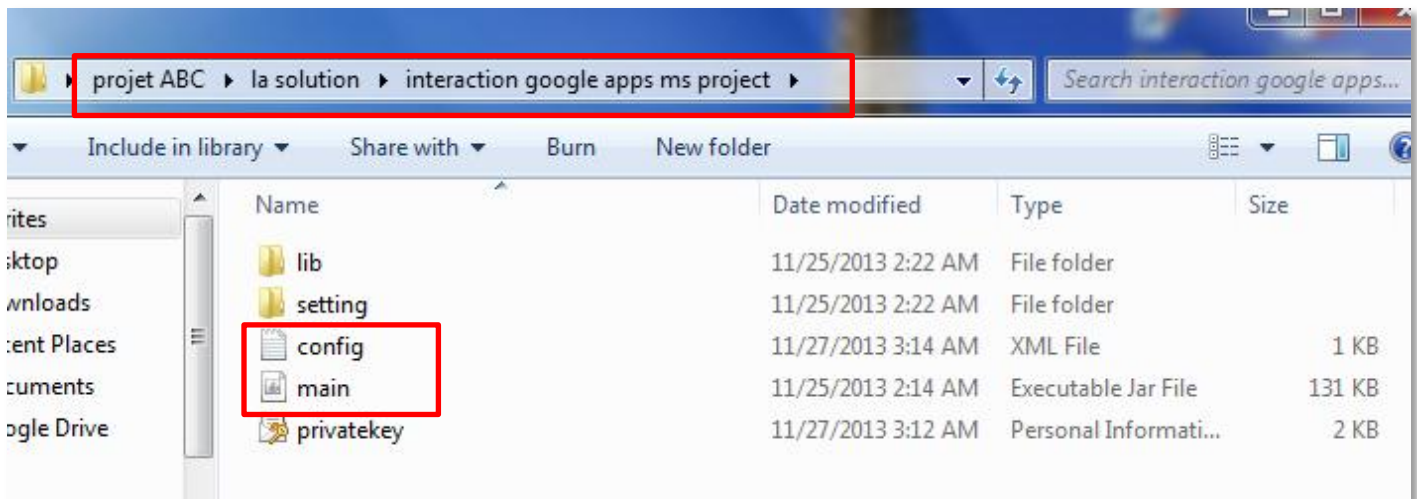 projet ABC la solution interaction google apps ms project Search interaction google apps...
Include in library Share with Burn New folder
Name Date modified Type Size
rites
sktop lib 11/25/2013 2:22 AM File folder
wnloads setting 11/25/2013 2:22 AM File folder
cent Places config 11/27/2013 3:14 AM XML File 1 KB
cuments main 11/25/2013 2:14 AM Executable Jar File 131 KB
ogle Drive privatekey 11/27/2013 3:12 AM Personal Informati... 2 KB